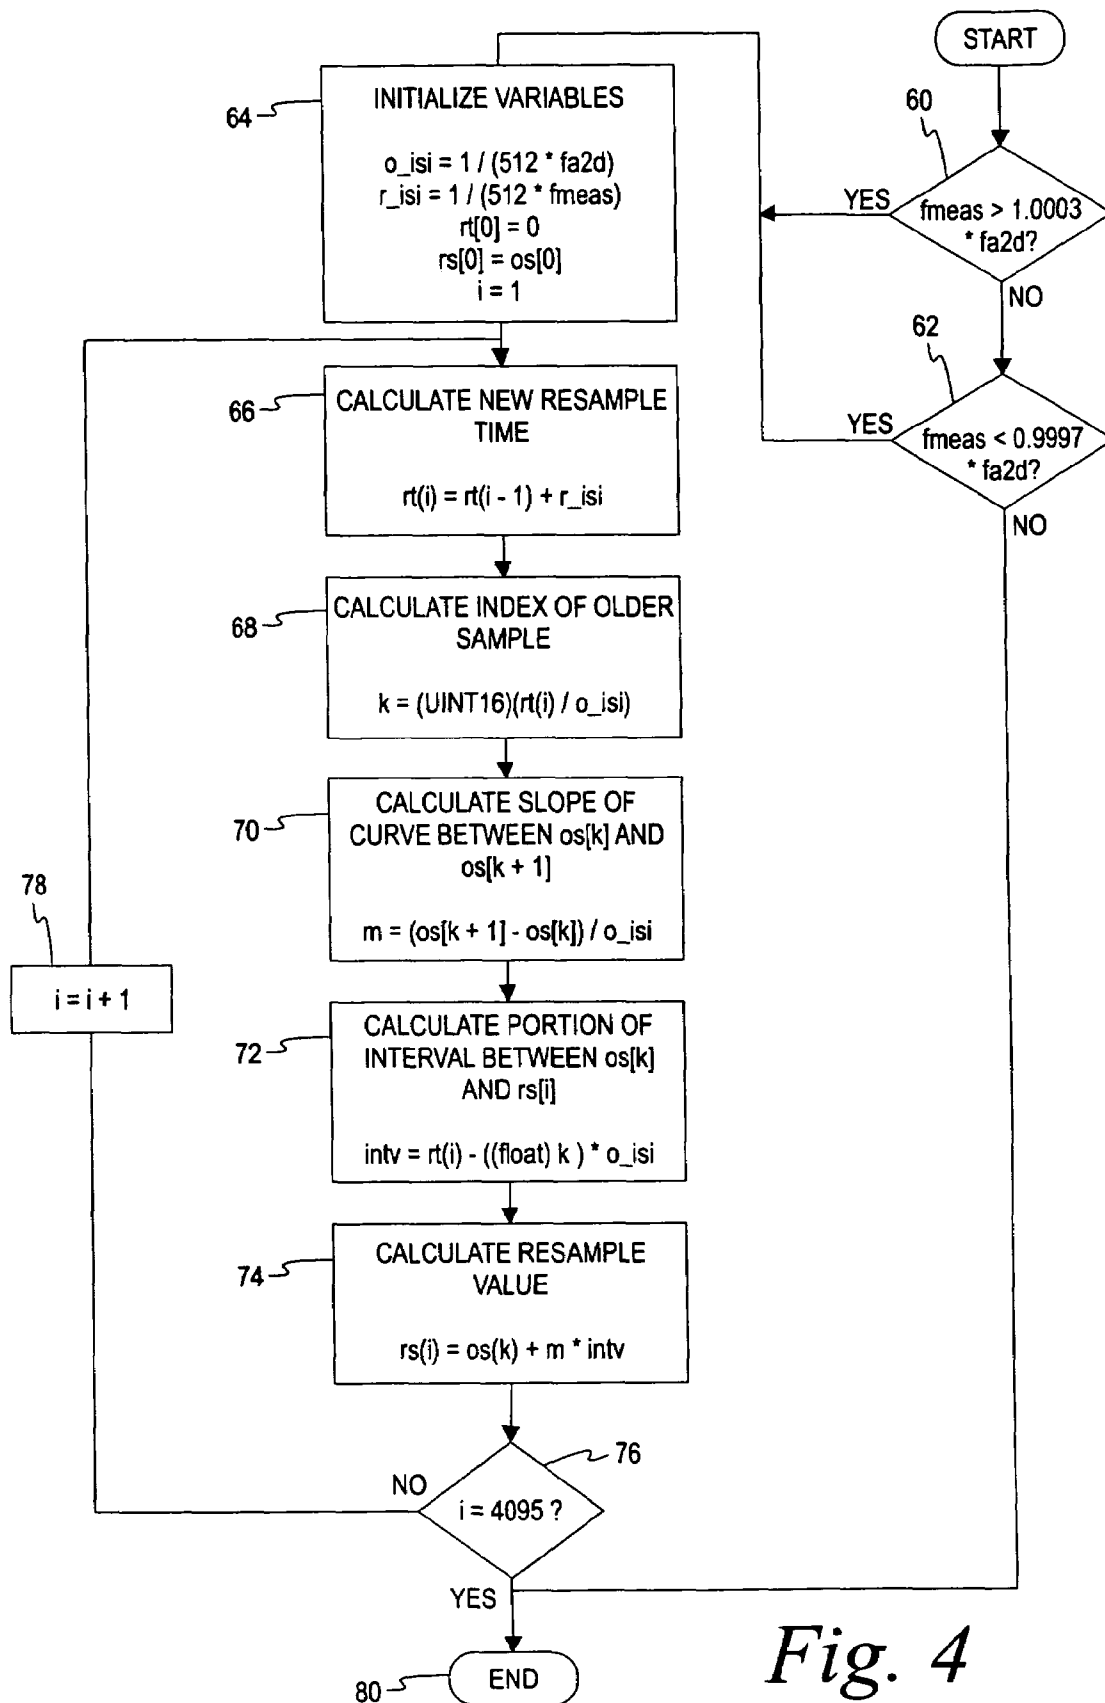 START
60
fmeas > 1.0003
* fa2d?
YES
NO
62
fmeas < 0.9997
* fa2d?
YES
NO
64
INITIALIZE VARIABLES
o_isi = 1 / (512 * fa2d)
r_isi = 1 / (512 * fmeas)
rt[0] = 0
rs[0] = os[0]
i = 1
66
CALCULATE NEW RESAMPLE
TIME
rt(i) = rt(i - 1) + r_isi
68
CALCULATE INDEX OF OLDER
SAMPLE
k = (UINT16)(rt(i) / o_isi)
70
CALCULATE SLOPE OF
CURVE BETWEEN os[k] AND
os[k + 1]
m = (os[k + 1] - os[k]) / o_isi
72
CALCULATE PORTION OF
INTERVAL BETWEEN os[k]
AND rs[i]
intv = rt(i) - ((float) k ) * o_isi
74
CALCULATE RESAMPLE
VALUE
rs(i) = os(k) + m * intv
76
i = 4095 ?
NO
YES
78
i = i + 1
80
END
Fig. 4